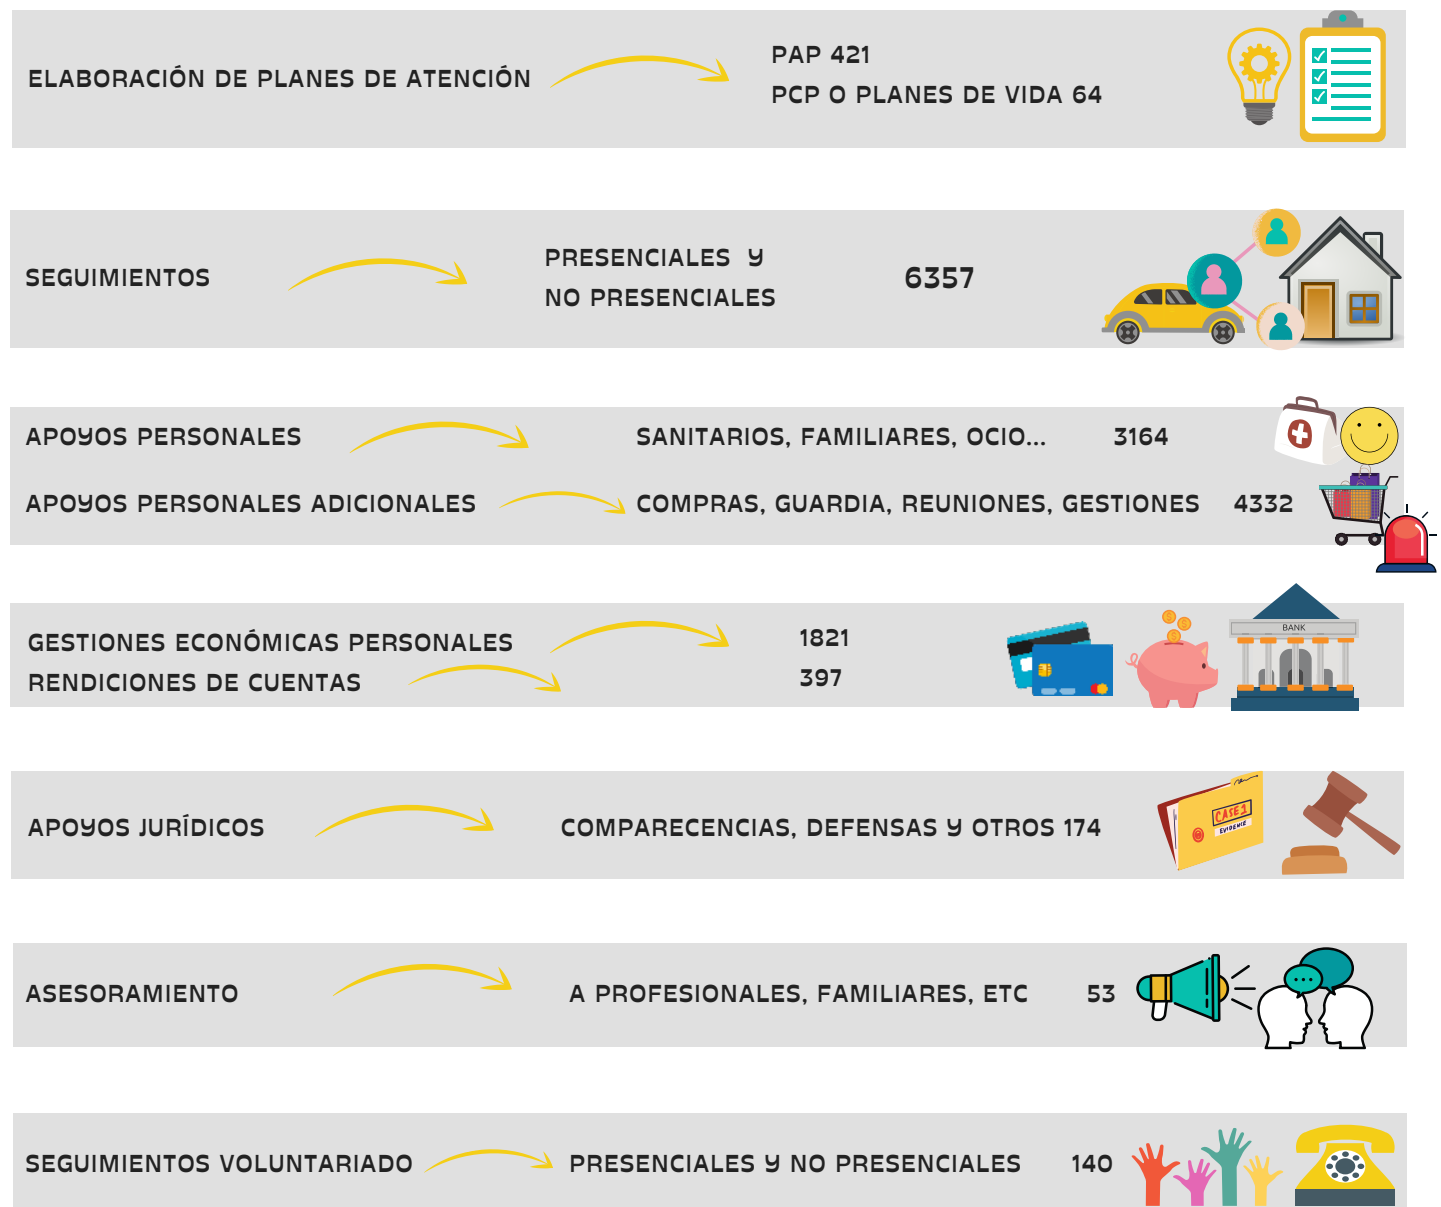 ELABORACIÓN DE PLANES DE ATENCIÓN
PAP 421
PCP O PLANES DE VIDA 64
SEGUIMIENTOS
PRESENCIALES Y
NO PRESENCIALES
6357
APOYOS PERSONALES
SANITARIOS, FAMILIARES, OCIO... 3164
APOYOS PERSONALES ADICIONALES
COMPRAS, GUARDIA, REUNIONES, GESTIONES 4332
GESTIONES ECONÓMICAS PERSONALES
1821
RENDICIONES DE CUENTAS
397
BANK
APOYOS JURÍDICOS
COMPARECENCIAS, DEFENSAS Y OTROS 174
CASE 1
EVIDENCE
ASESORAMIENTO
A PROFESIONALES, FAMILIARES, ETC 53
SEGUIMIENTOS VOLUNTARIADO
PRESENCIALES Y NO PRESENCIALES 140